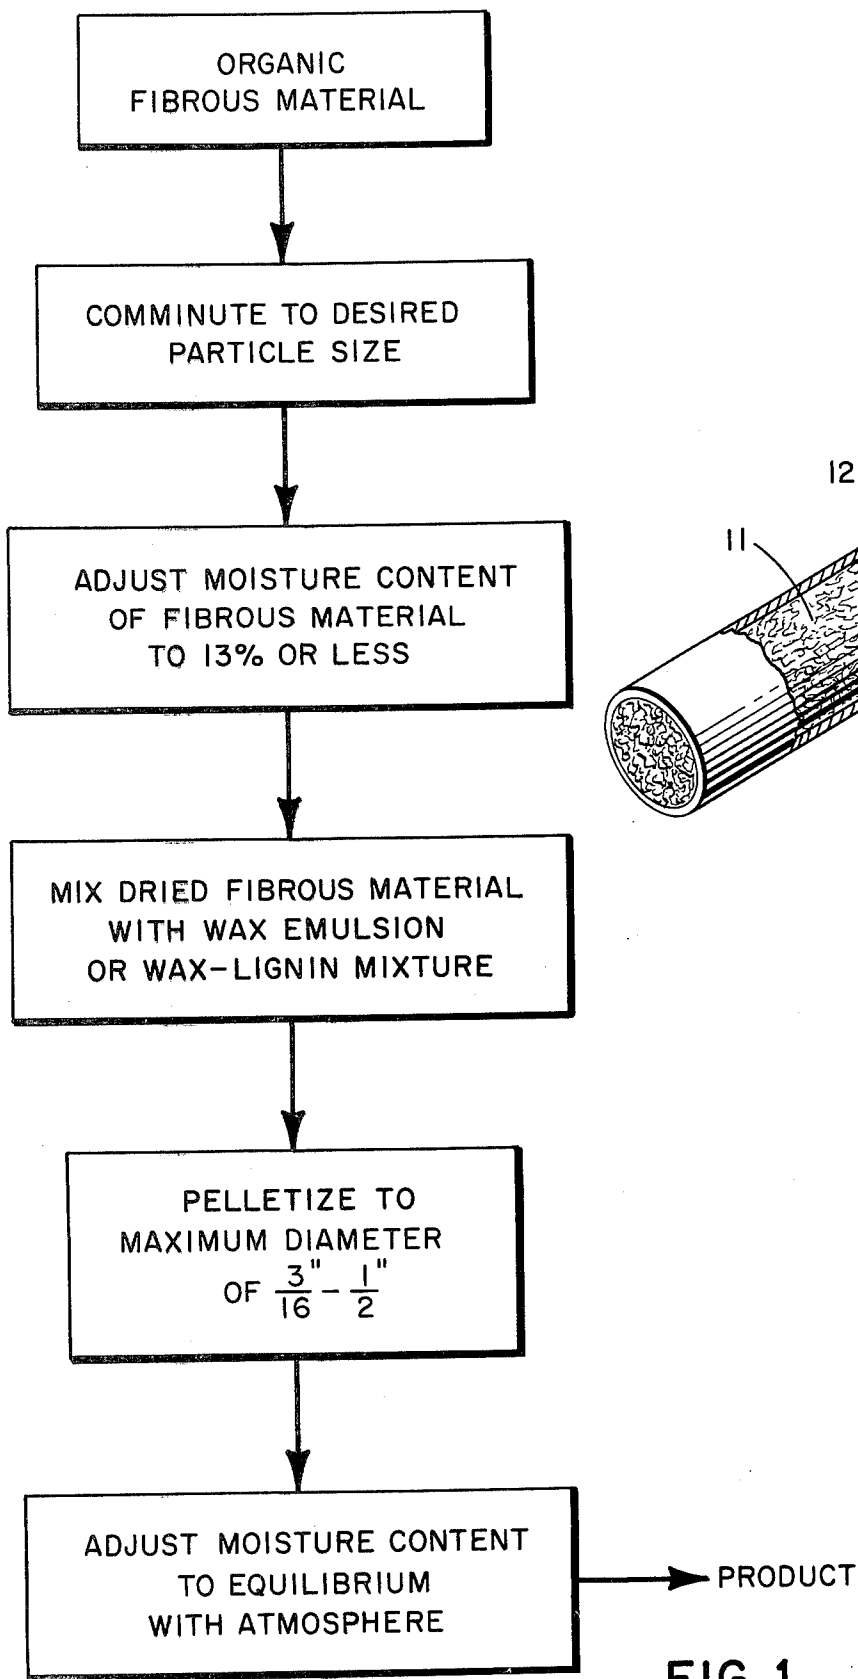 ORGANIC
FIBROUS MATERIAL
COMMINUTE TO DESIRED
PARTICLE SIZE
ADJUST MOISTURE CONTENT
OF FIBROUS MATERIAL
TO 13% OR LESS
12
11
MIX DRIED FIBROUS MATERIAL
WITH WAX EMULSION
OR WAX-LIGNIN MIXTURE
PELLETIZE TO
MAXIMUM DIAMETER
OF 3/16" - 1/2"
ADJUST MOISTURE CONTENT
TO EQUILIBRIUM
WITH ATMOSPHERE
PRODUCT
FIG. 1